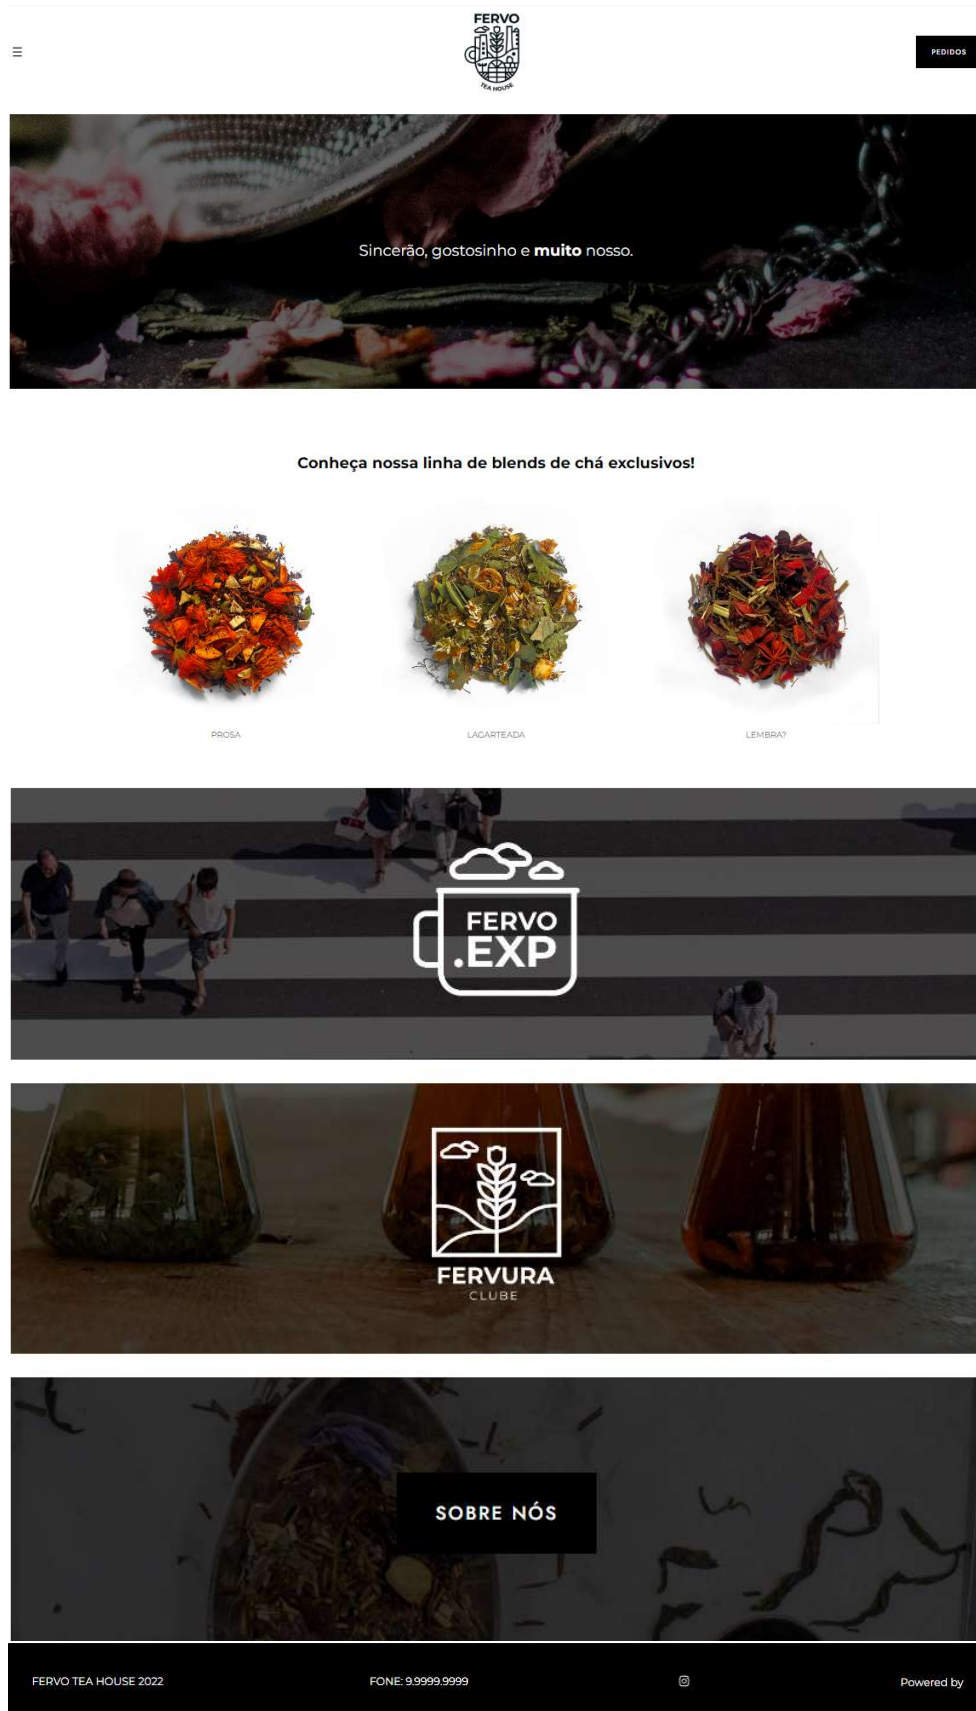 FERVO
TEA HOUSE
PEDIDOS
Sincerão, gostosinho e muito nosso.
Conheça nossa linha de blends de chá exclusivos!
PROSA
LAGARTEADA
LEMBRA?
FERVO
.EXP
FERVURA
CLUBE
SOBRE NÓS
FERVO TEA HOUSE 2022
FONE: 9.9999.9999
Powered by